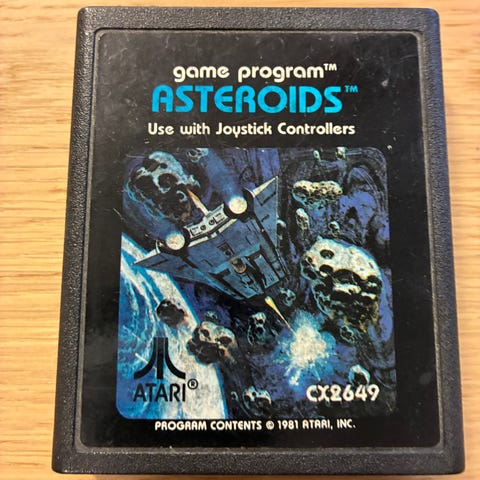 game program™
ASTEROIDS™
Use with Joystick Controllers
ATARI®
CX2649
PROGRAM CONTENTS © 1981 ATARI, INC.